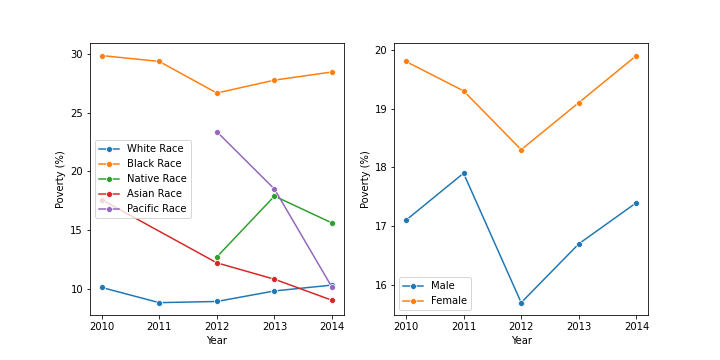 30
25
20
15
10
Poverty (%)
White Race
Black Race
Native Race
Asian Race
Pacific Race
2010 2011 2012 2013 2014
Year
20
19
18
17
16
Poverty (%)
Male
Female
2010 2011 2012 2013 2014
Year